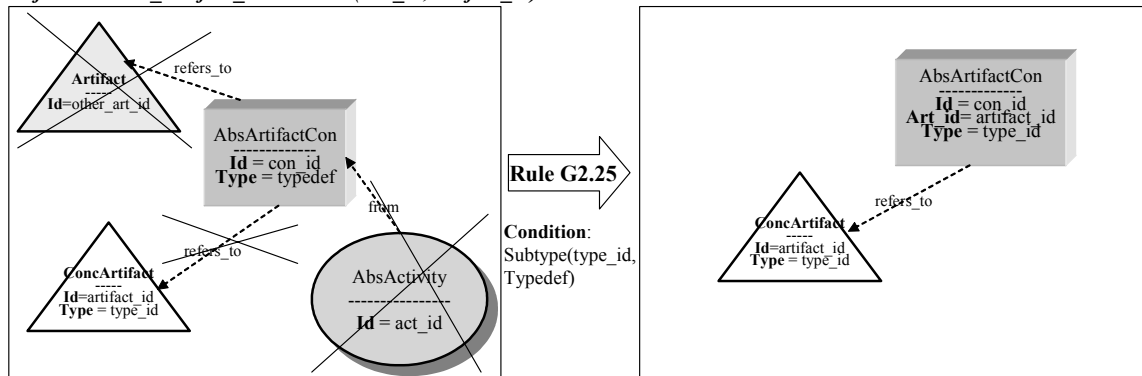 refers_to
Artifact
-----
Id=other_art_id
AbsArtifactCon
-------------
Id = con_id
Type = typedef
from
refers_to
ConcArtifact
-----
Id=artifact_id
Type = type_id
AbsActivity
---------------
Id = act_id
Rule G2.25
Condition:
Subtype(type_id,
Typedef)
AbsArtifactCon
-------------
Id = con_id
Art_id= artifact_id
Type = type_id
refers_to
ConcArtifact
-----
Id=artifact_id
Type = type_id